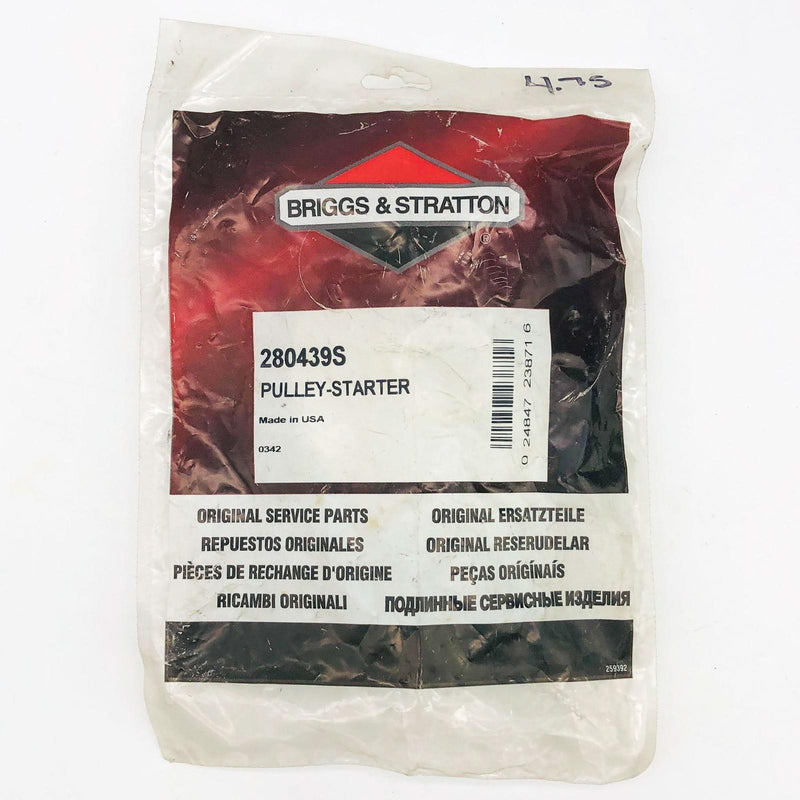 4.75
BRIGGS & STRATTON
®
280439S
PULLEY-STARTER
Made in USA
0342
0 24847 23871 6
ORIGINAL SERVICE PARTS
ORIGINAL ERSATZTEILE
REPUESTOS ORIGINALES
ORIGINAL RESERUDELAR
PIÈCES DE RECHANGE D'ORIGINE
PEÇAS ORÍGÍNAÍS
RICAMBI ORIGINALI
ПОДЛИННЫЕ СЕРВИСНЫЕ ИЗДЕЛИЯ
259392